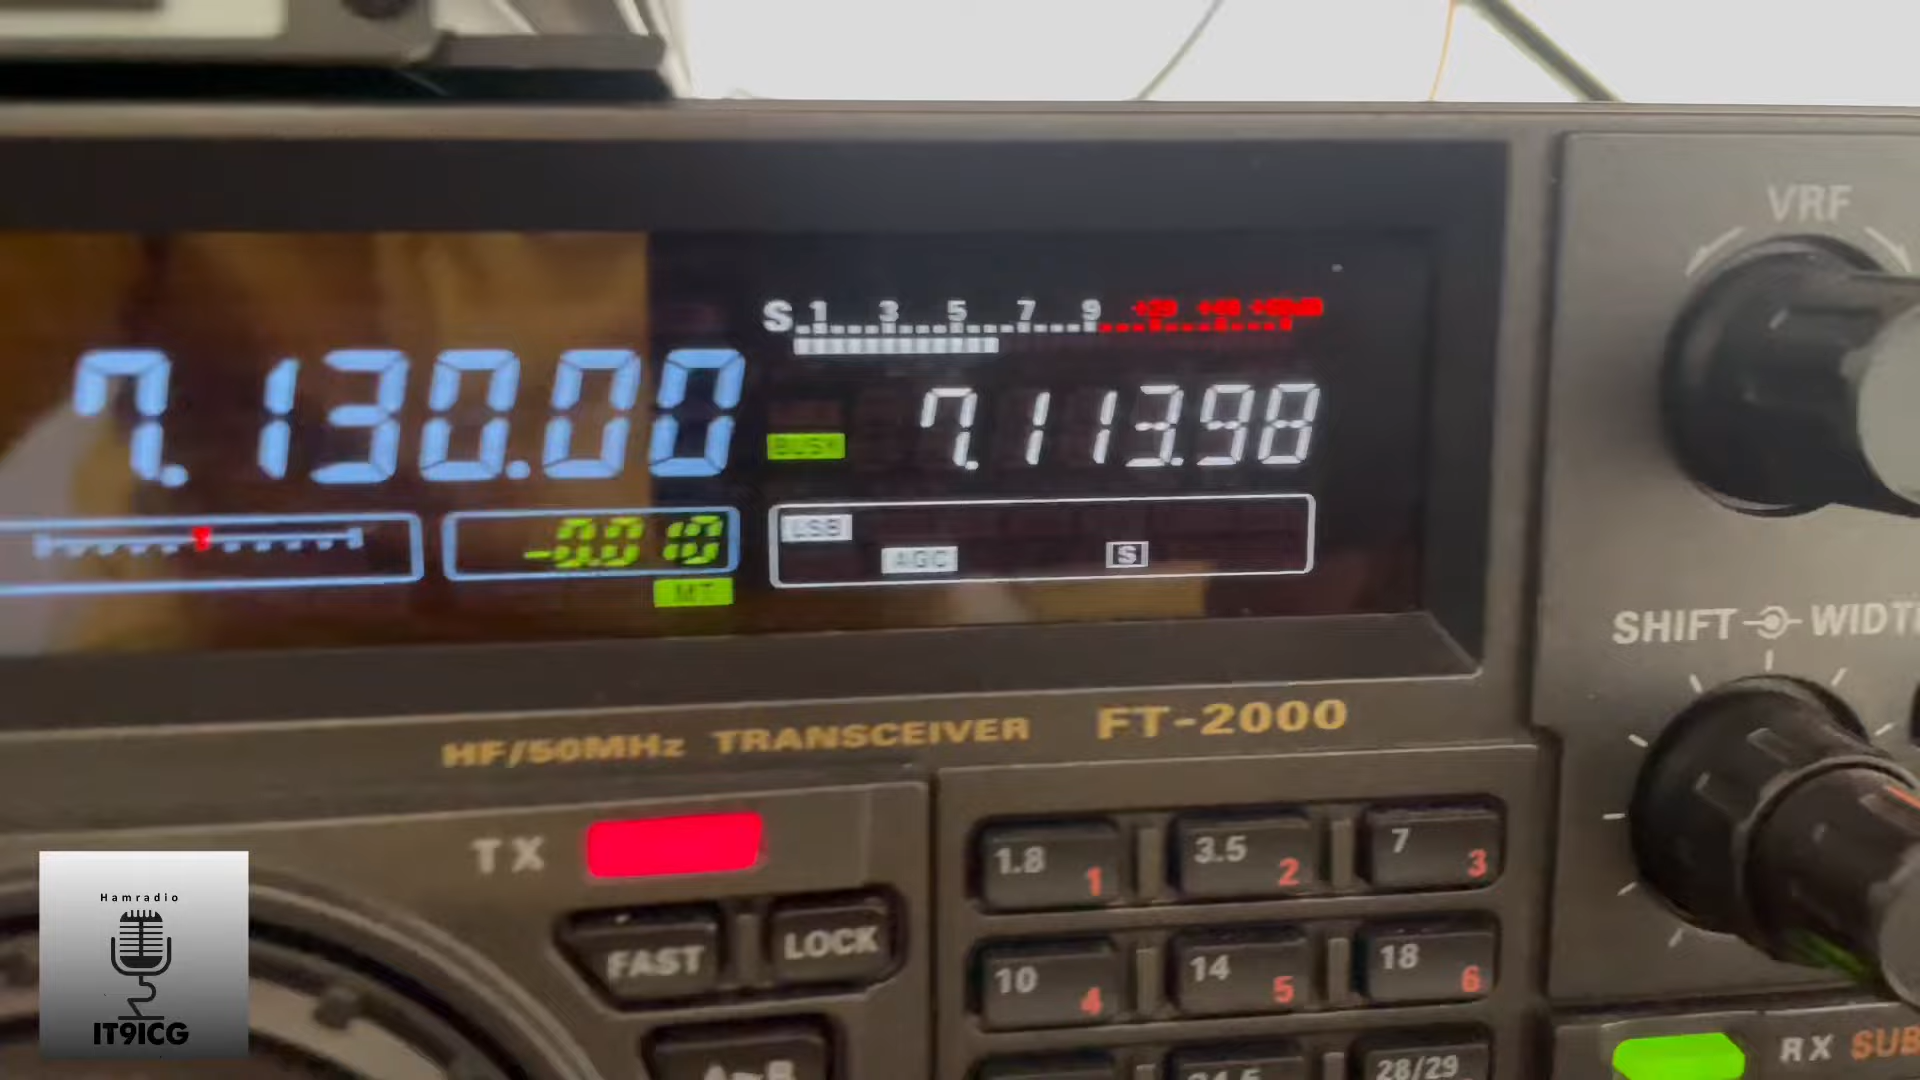 VRF
S 1 3 5 7 9 +20 +40 +60dB
7.130.00
BUSY
7.113.98
LSB
AGC
S
MT
SHIFT WIDTH
HF/50MHz TRANSCEIVER FT-2000
TX
1.8 1
3.5 2
7 3
FAST
LOCK
10 4
14 5
18 6
28/29
RX SUB
Hamradio
IT9ICG